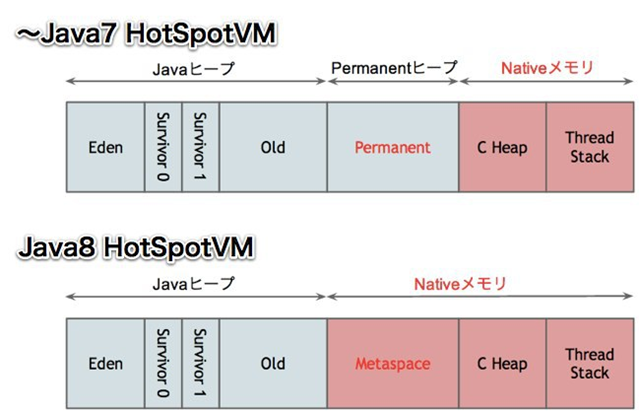 ~Java7 HotSpotVM
Javaヒープ
Permanentヒープ
Nativeメモリ
Eden
Survivor 0
Survivor 1
Old
Permanent
C Heap
Thread
Stack
Java8 HotSpotVM
Javaヒープ
Nativeメモリ
Eden
Survivor 0
Survivor 1
Old
Metaspace
C Heap
Thread
Stack